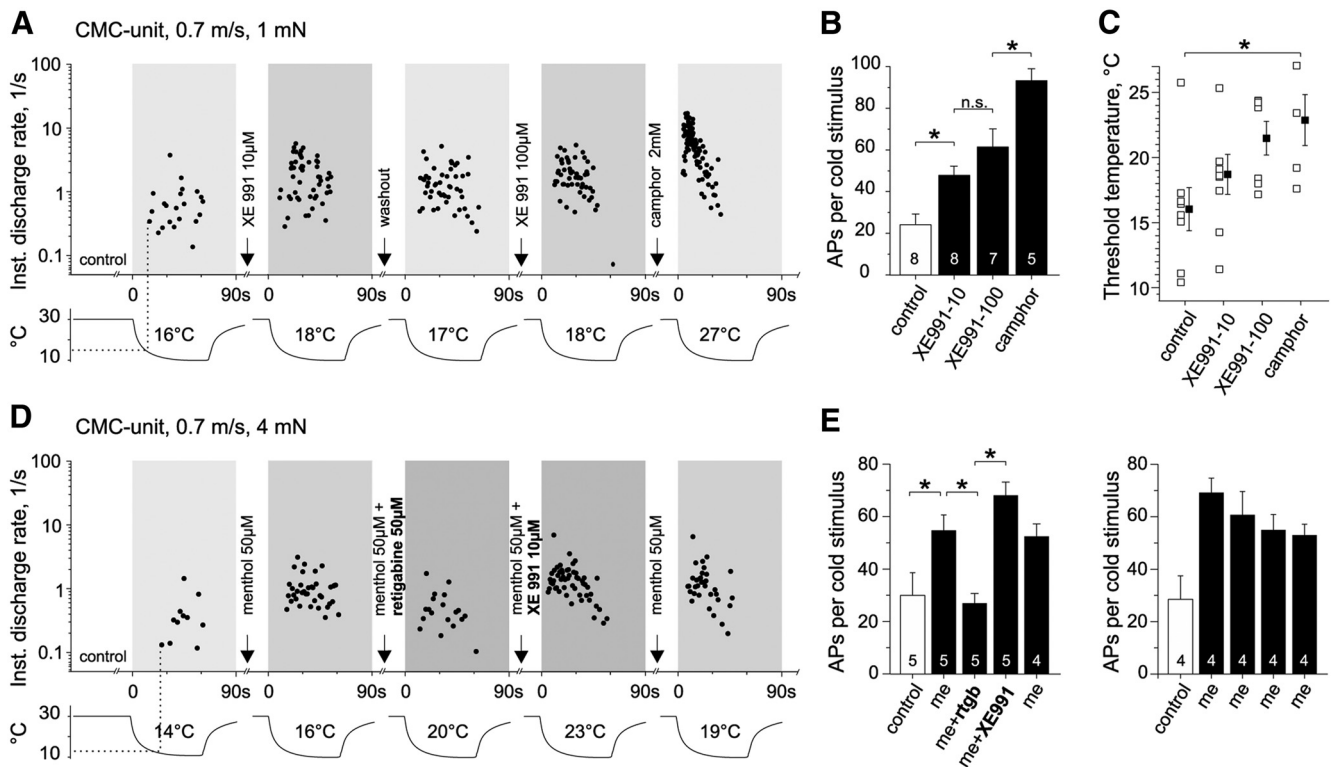 A
CMC-unit, 0.7 m/s, 1 mN
Inst. discharge rate, 1/s
100
10
1
0.1
control
XE 991 10µM
washout
XE 991 100µM
camphor 2mM
0 90s 0 90s 0 90s 0 90s 0 90s
°C
30
10
16°C 18°C 17°C 18°C 27°C
B
APs per cold stimulus
100
80
60
40
20
0
*
n.s.
*
8 8 7 5
control
XE991-10
XE991-100
camphor
C
Threshold temperature, °C
25
20
15
10
*
control
XE991-10
XE991-100
camphor
D
CMC-unit, 0.7 m/s, 4 mN
Inst. discharge rate, 1/s
100
10
1
0.1
control
menthol 50µM
menthol 50µM +
retigabine 50µM
menthol 50µM +
XE 991 10µM
menthol 50µM
0 90s 0 90s 0 90s 0 90s 0 90s
°C
30
10
14°C 16°C 20°C 23°C 19°C
E
APs per cold stimulus
80
60
40
20
0
* * *
5 5 5 5 4
control
me
me+rtgb
me+XE991
me
APs per cold stimulus
80
60
40
20
0
4 4 4 4 4
control
me
me
me
me